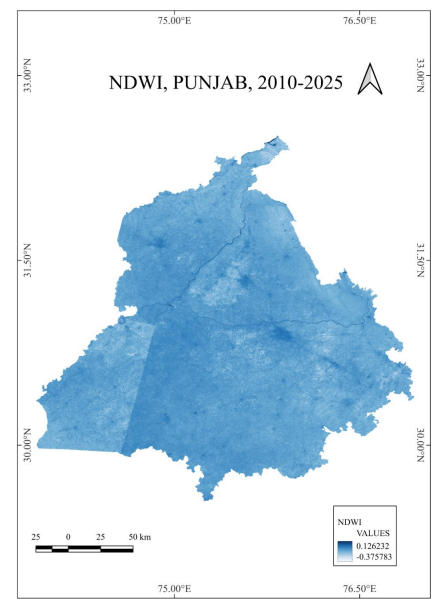 75.00°E 76.50°E
33.00°N 33.00°N
NDWI, PUNJAB, 2010-2025
31.50°N 31.50°N
30.00°N 30.00°N
25 0 25 50 km
NDWI
VALUES
0.126232
-0.375783
75.00°E 76.50°E